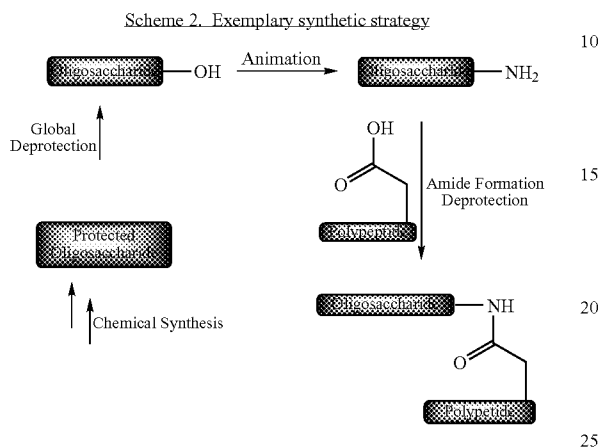 Scheme 2. Exemplary synthetic strategy
10
Oligosaccharide
OH
Animation
Oligosaccharide
NH₂
Global
Deprotection
OH
O
15
Amide Formation
Deprotection
Polypeptide
Protected
Oligosaccharide
Chemical Synthesis
Oligosaccharide
NH
20
O
Polypetide
25